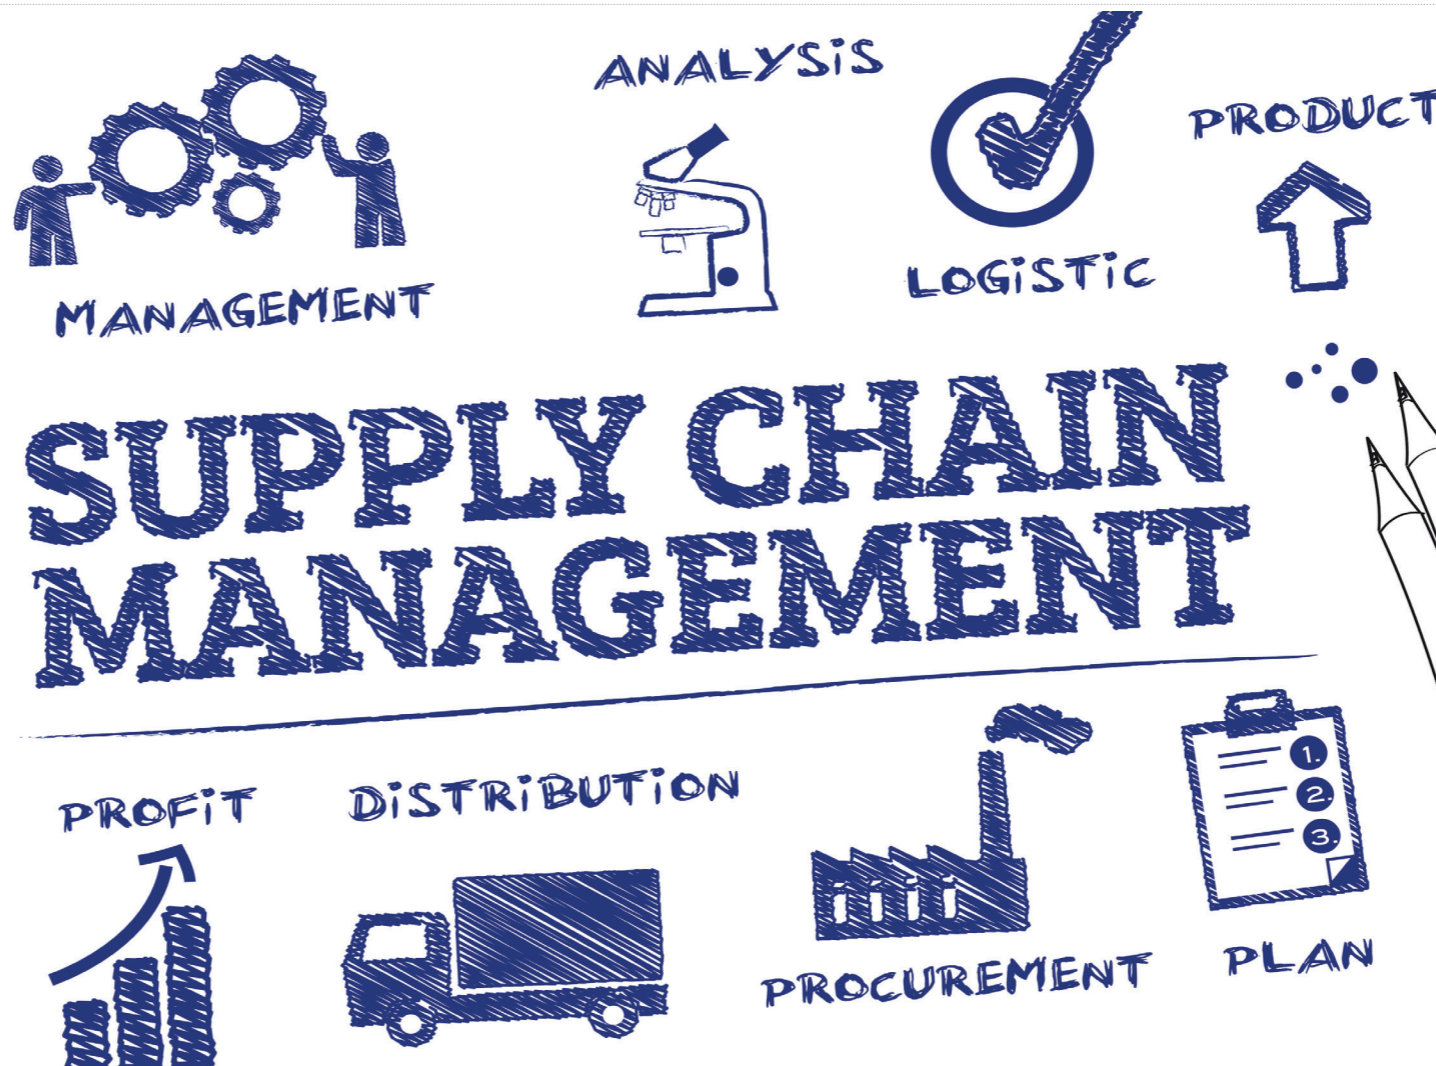 ANALYSiS
PRODUCT
LOGiSTiC
MANAGEMENT
SUPPLY CHAIN
MANAGEMENT
PROFiT
DiSTRiBUTiON
1.
2.
3.
PROCUREMENT
PLAN